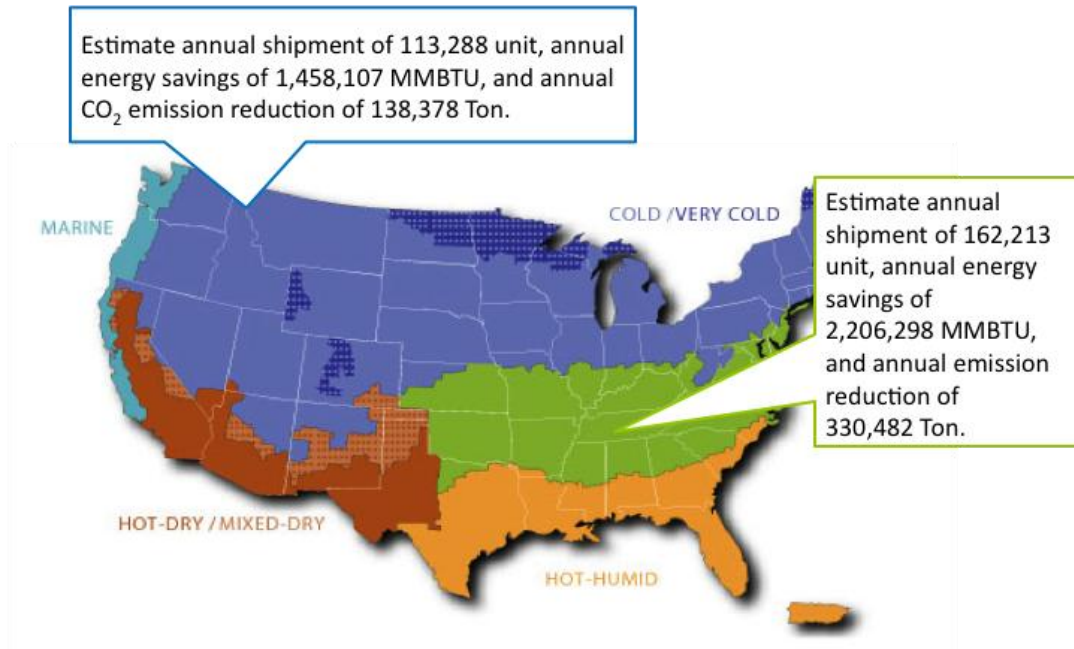 Estimate annual shipment of 113,288 unit, annual
energy savings of 1,458,107 MMBTU, and annual
CO₂ emission reduction of 138,378 Ton.
MARINE
COLD / VERY COLD
Estimate annual
shipment of 162,213
unit, annual energy
savings of
2,206,298 MMBTU,
and annual emission
reduction of
330,482 Ton.
HOT-DRY / MIXED-DRY
HOT-HUMID